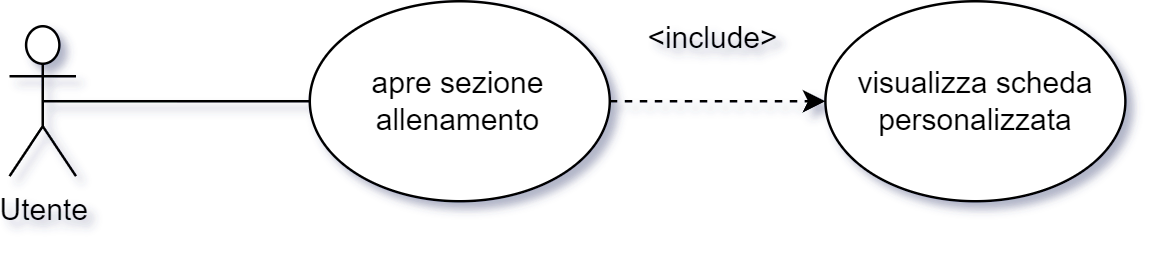 <include>
apre sezione
allenamento
visualizza scheda
personalizzata
Utente